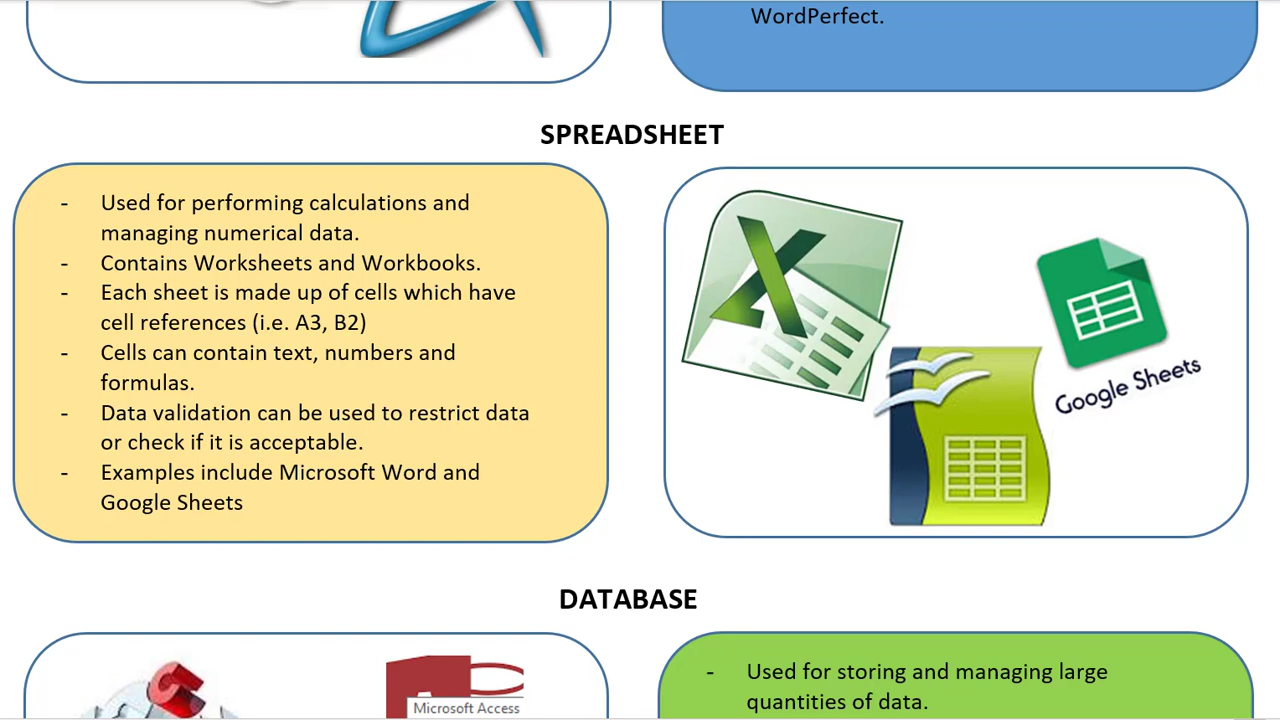 WordPerfect.
SPREADSHEET
- Used for performing calculations and
managing numerical data.
- Contains Worksheets and Workbooks.
- Each sheet is made up of cells which have
cell references (i.e. A3, B2)
- Cells can contain text, numbers and
formulas.
- Data validation can be used to restrict data
or check if it is acceptable.
- Examples include Microsoft Word and
Google Sheets
Google Sheets
DATABASE
Microsoft Access
- Used for storing and managing large
quantities of data.